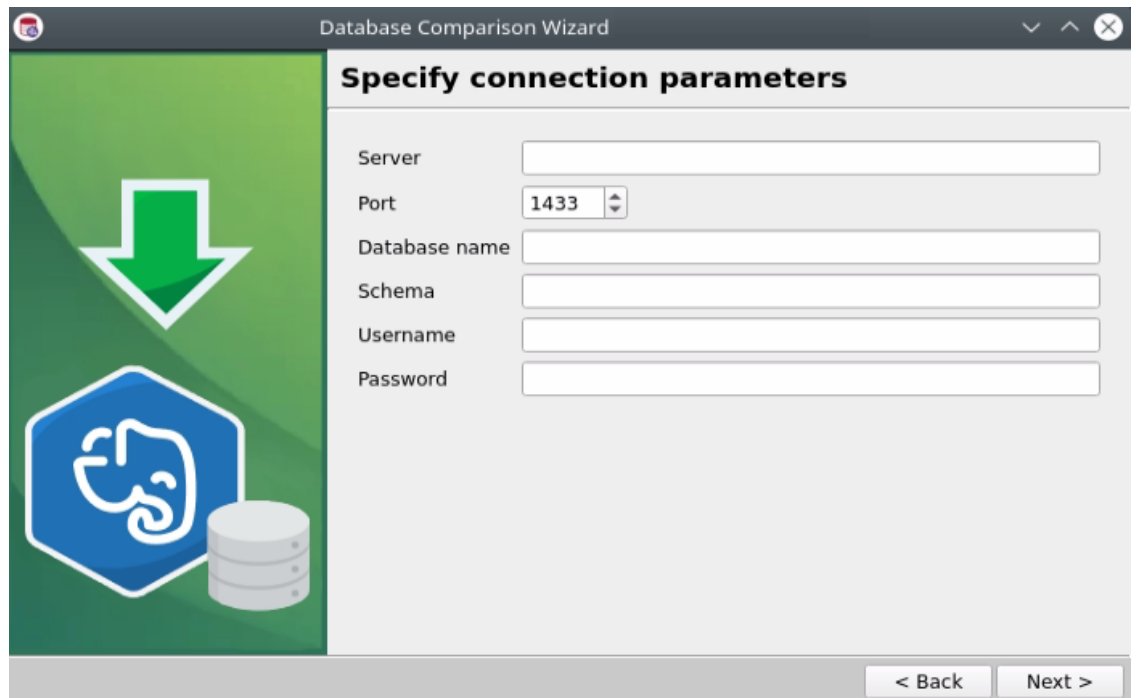 Database Comparison Wizard
Specify connection parameters
Server
Port 1433
Database name
Schema
Username
Password
< Back Next >